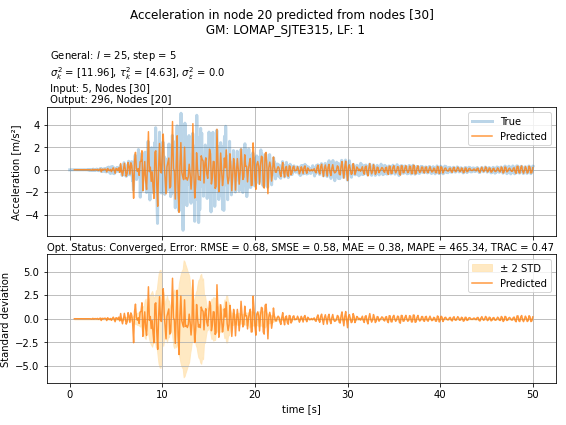 Acceleration in node 20 predicted from nodes [30]
GM: LOMAP_SJTE315, LF: 1
General: l = 25, step = 5
σ²ₖ = [11.96], τ²ₖ = [4.63], σ²ε = 0.0
Input: 5, Nodes [30]
Output: 296, Nodes [20]
Acceleration [m/s²]
4
2
0
−2
−4
True
Predicted
Opt. Status: Converged, Error: RMSE = 0.68, SMSE = 0.58, MAE = 0.38, MAPE = 465.34, TRAC = 0.47
Standard deviation
5.0
2.5
0.0
−2.5
−5.0
± 2 STD
Predicted
0 10 20 30 40 50
time [s]